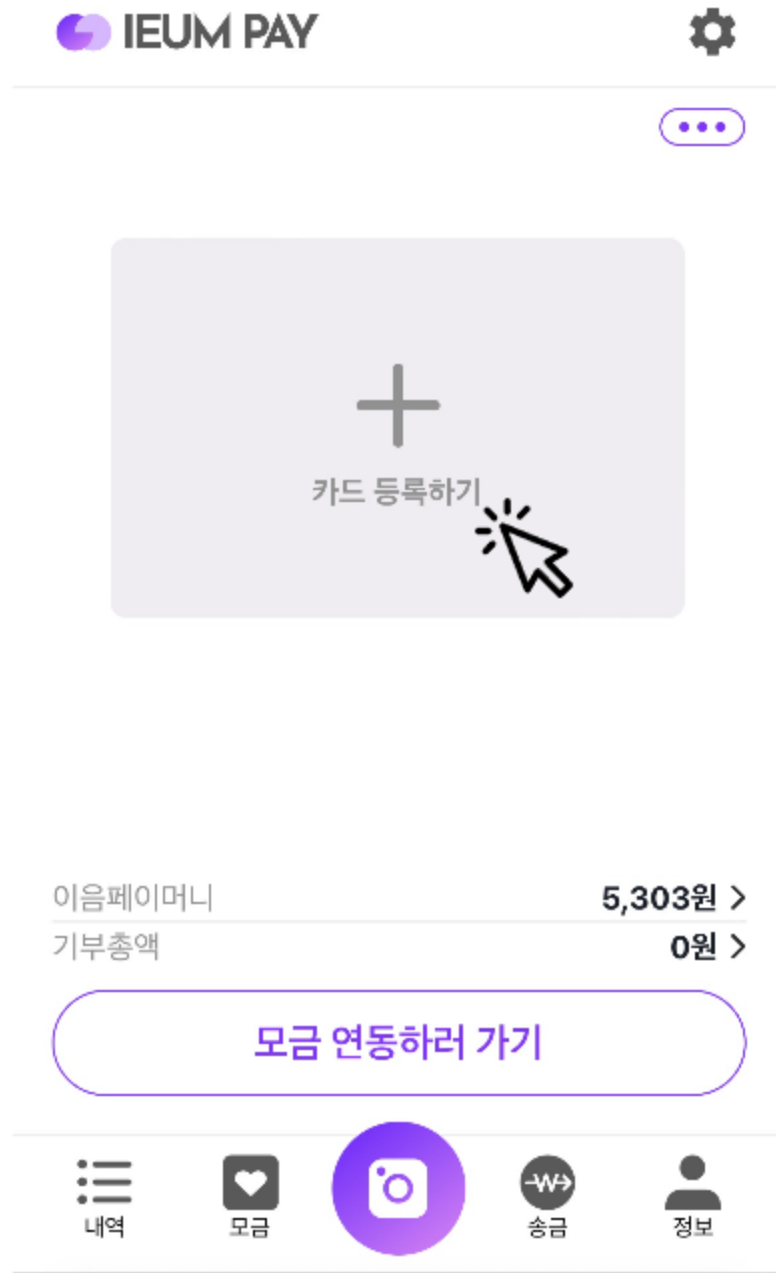 IEUM PAY
카드 등록하기
이음페이머니 5,303원
기부총액 0원
모금 연동하러 가기
내역 모금 송금 정보